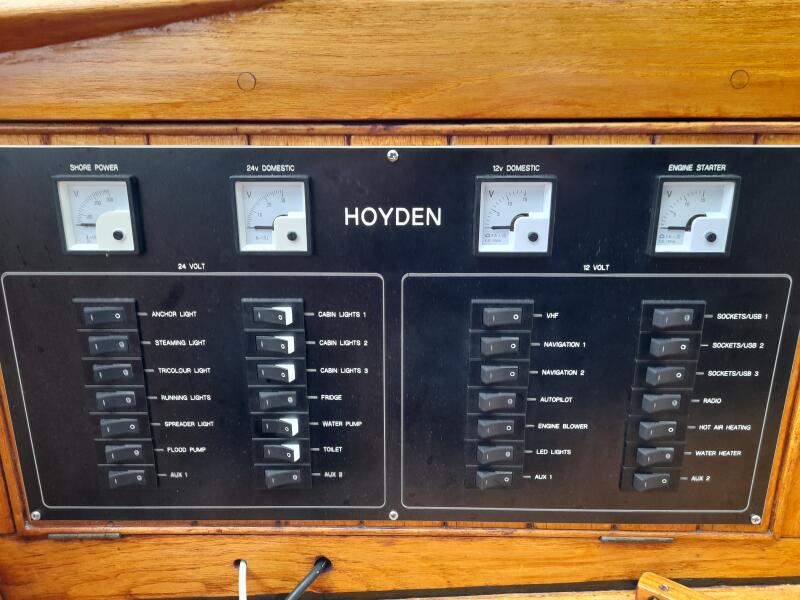 SHORE POWER
24v DOMESTIC
12v DOMESTIC
ENGINE STARTER
V
V
V
V
HOYDEN
24 VOLT
ANCHOR LIGHT
STEAMING LIGHT
TRICOLOUR LIGHT
RUNNING LIGHTS
SPREADER LIGHT
FLOOD PUMP
AUX 1
CABIN LIGHTS 1
CABIN LIGHTS 2
CABIN LIGHTS 3
FRIDGE
WATER PUMP
TOILET
AUX 2
12 VOLT
VHF
NAVIGATION 1
NAVIGATION 2
AUTOPILOT
ENGINE BLOWER
LED LIGHTS
AUX 1
SOCKETS/USB 1
SOCKETS/USB 2
SOCKETS/USB 3
RADIO
HOT AIR HEATING
WATER HEATER
AUX 2